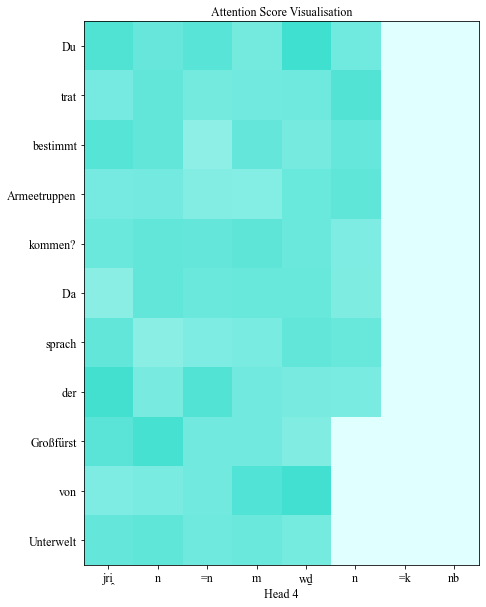 Attention Score Visualisation
Du
trat
bestimmt
Armeetruppen
kommen?
Da
sprach
der
Großfürst
von
Unterwelt
jri̯ n =n m wḏ n =k nb
Head 4